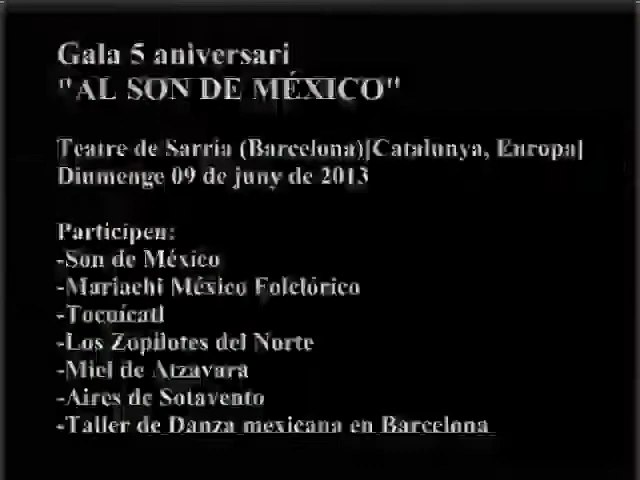 Gala 5 aniversari
"AL SON DE MÉXICO"
Teatre de Sarria (Barcelona)[Catalunya, Europa]
Diumenge 09 de juny de 2013
Participen:
-Son de México
-Mariachi México Folclórico
-Tocuícatl
-Los Zopilotes del Norte
-Miel de Atzavara
-Aires de Sotavento
-Taller de Danza mexicana en Barcelona